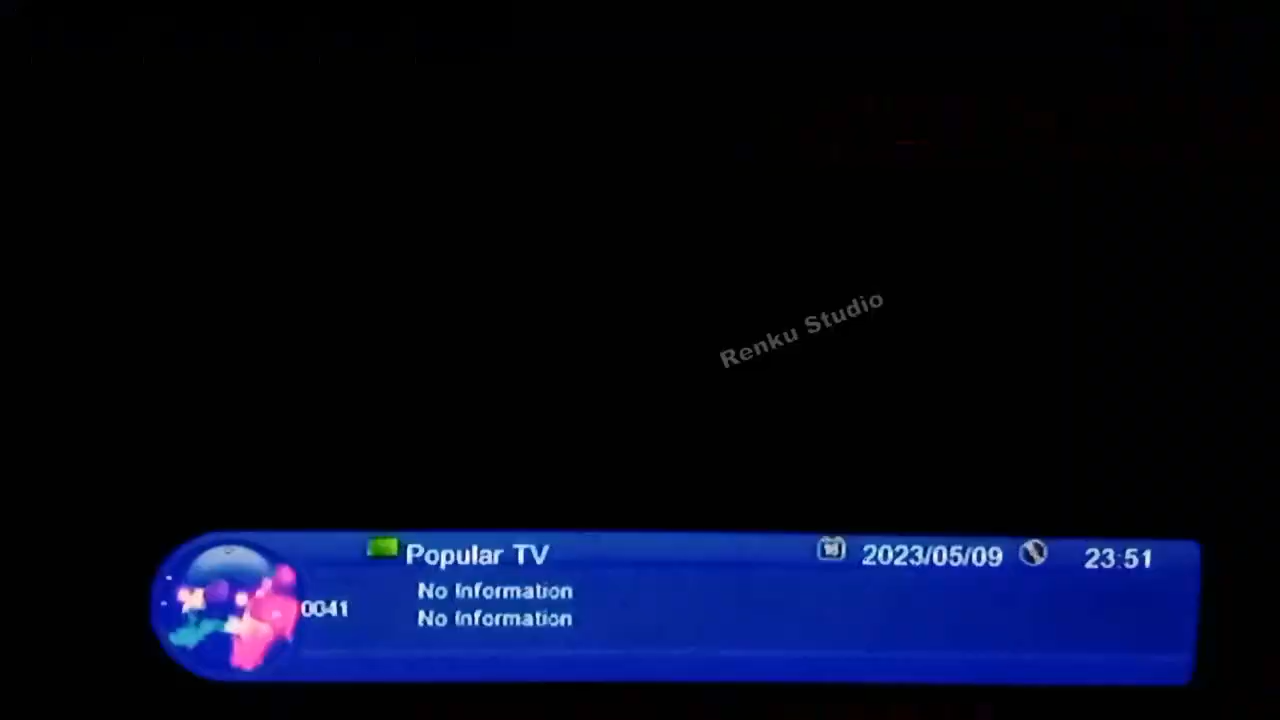 Renku Studio
Popular TV
2023/05/09
23:51
No Information
0041
No Information